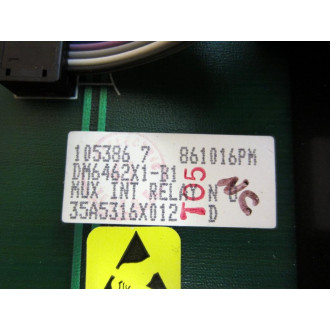 105386 7 861016PM
DM6462X1-B1
MUX INT RELAY N C
35A5316X012 D
T05
NC